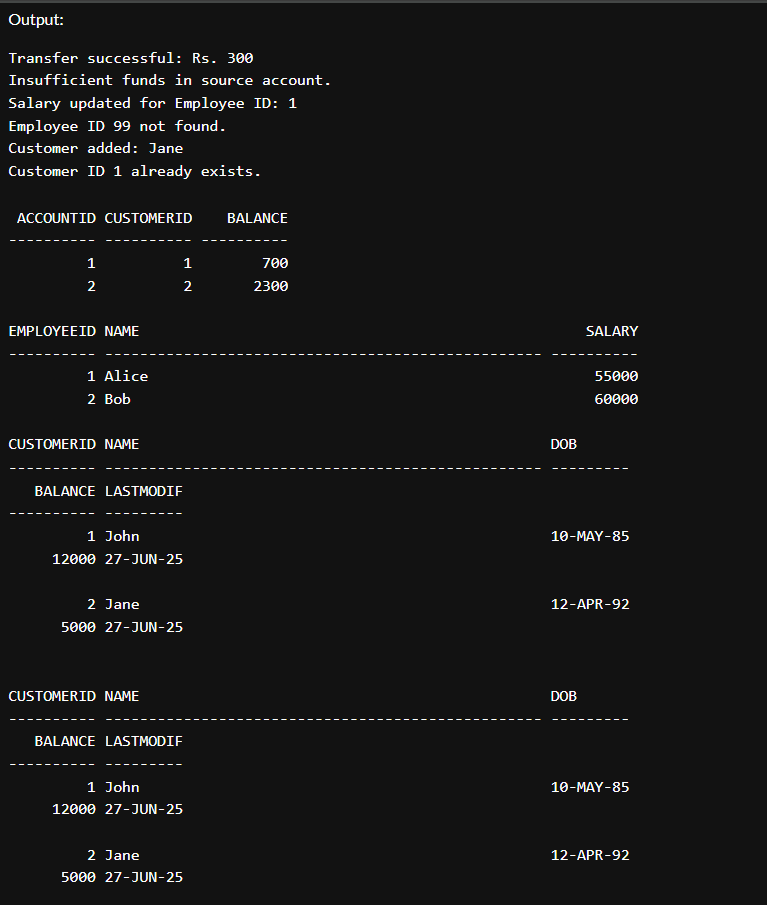 Output:
Transfer successful: Rs. 300
Insufficient funds in source account.
Salary updated for Employee ID: 1
Employee ID 99 not found.
Customer added: Jane
Customer ID 1 already exists.
 ACCOUNTID CUSTOMERID    BALANCE
---------- ---------- ----------
         1          1        700
         2          2       2300
EMPLOYEEID NAME                                                   SALARY
---------- -------------------------------------------------- ----------
         1 Alice                                                   55000
         2 Bob                                                     60000
CUSTOMERID NAME                                               DOB
---------- -------------------------------------------------- ---------
   BALANCE LASTMODIF
---------- ---------
         1 John                                               10-MAY-85
     12000 27-JUN-25
         2 Jane                                               12-APR-92
      5000 27-JUN-25
CUSTOMERID NAME                                               DOB
---------- -------------------------------------------------- ---------
   BALANCE LASTMODIF
---------- ---------
         1 John                                               10-MAY-85
     12000 27-JUN-25
         2 Jane                                               12-APR-92
      5000 27-JUN-25